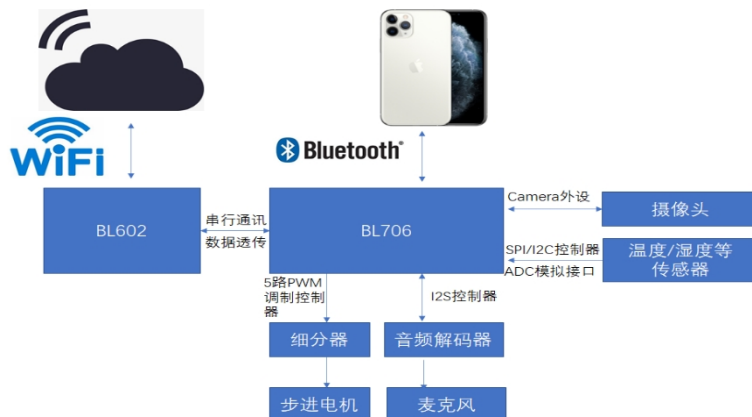 WiFi
Bluetooth®
BL602
串行通讯
数据透传
BL706
Camera外设
摄像头
SPI/I2C控制器
ADC模拟接口
温度/湿度等
传感器
5路PWM
调制控制
器
I2S控制器
细分器
音频解码器
步进电机
麦克风